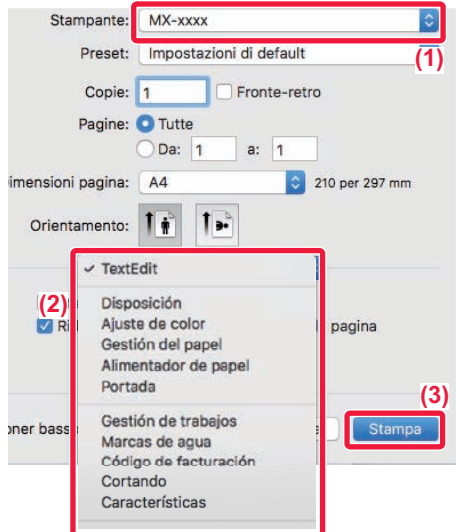 Stampante: MX-xxxx
(1)
Preset: Impostazioni di default
Copie: 1 Fronte-retro
Pagine: Tutte
Da: 1 a: 1
imensioni pagina: A4 210 per 297 mm
Orientamento:
TextEdit
(2)
Disposición
Ajuste de color
Ri pagina
Gestión del papel
Alimentador de papel
Portada
(3)
Gestión de trabajos
oner bass Stampa
Marcas de agua
Código de facturación
Cortando
Características